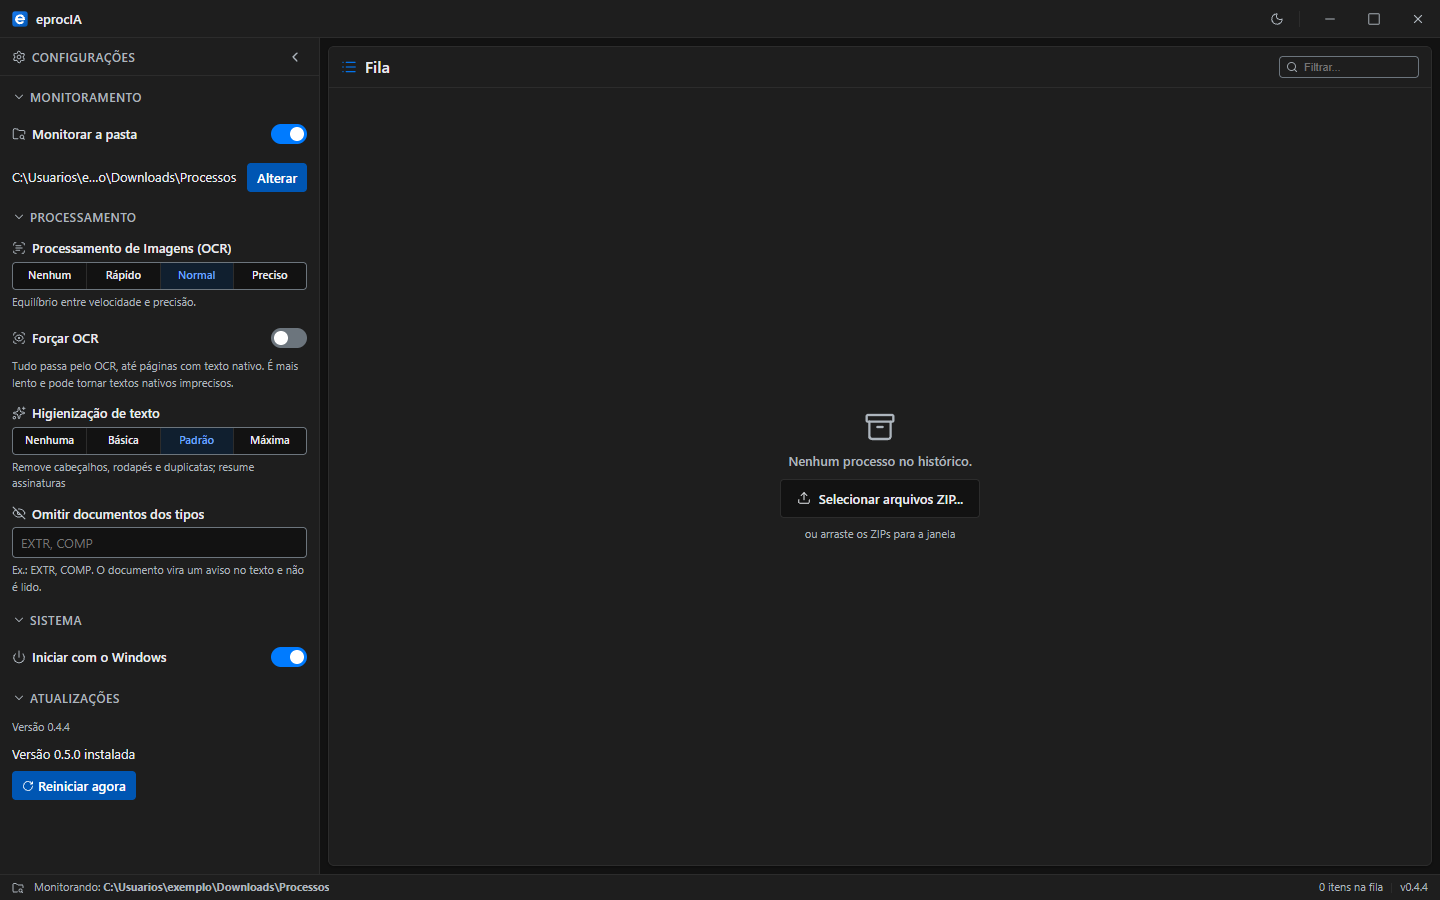 eprocIA
CONFIGURAÇÕES
MONITORAMENTO
Monitorar a pasta
C:\Usuarios\e...o\Downloads\Processos
Alterar
PROCESSAMENTO
Processamento de Imagens (OCR)
Nenhum Rápido Normal Preciso
Equilíbrio entre velocidade e precisão.
Forçar OCR
Tudo passa pelo OCR, até páginas com texto nativo. É mais
lento e pode tornar textos nativos imprecisos.
Higienização de texto
Nenhuma Básica Padrão Máxima
Remove cabeçalhos, rodapés e duplicatas; resume
assinaturas
Omitir documentos dos tipos
EXTR, COMP
Ex.: EXTR, COMP. O documento vira um aviso no texto e não
é lido.
SISTEMA
Iniciar com o Windows
ATUALIZAÇÕES
Versão 0.4.4
Versão 0.5.0 instalada
Reiniciar agora
Fila
Filtrar...
Nenhum processo no histórico.
Selecionar arquivos ZIP...
ou arraste os ZIPs para a janela
Monitorando: C:\Usuarios\exemplo\Downloads\Processos
0 itens na fila
v0.4.4